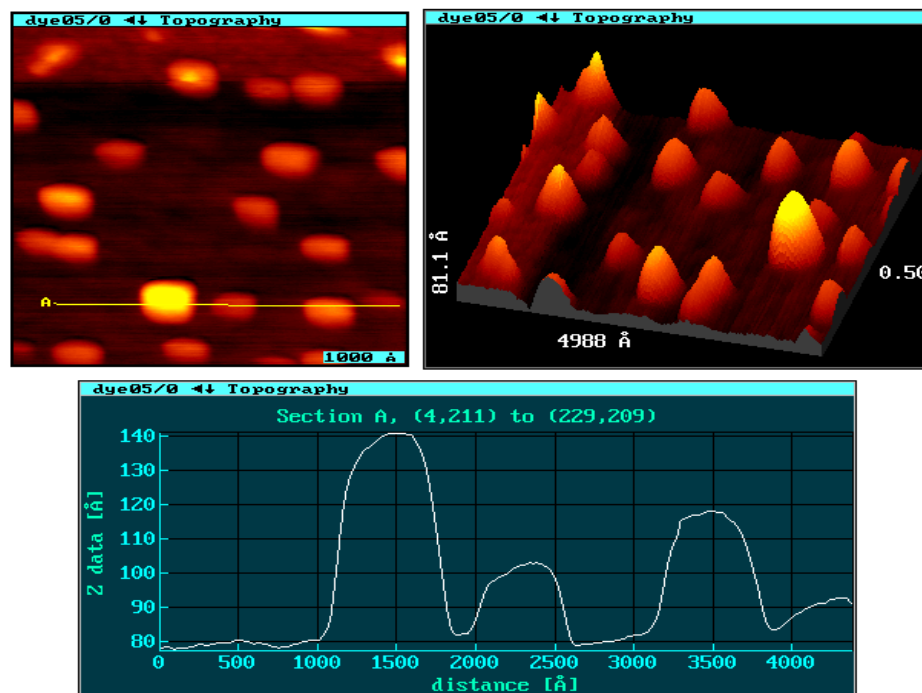 dye05/0 ◄↓ Topography
A
1000 Å
dye05/0 ◄↓ Topography
81.1 Å
4988 Å
0.50
dye05/0 ◄↓ Topography
Section A, (4,211) to (229,209)
Z data [Å]
140
130
120
110
100
90
80
0 500 1000 1500 2000 2500 3000 3500 4000
distance [Å]